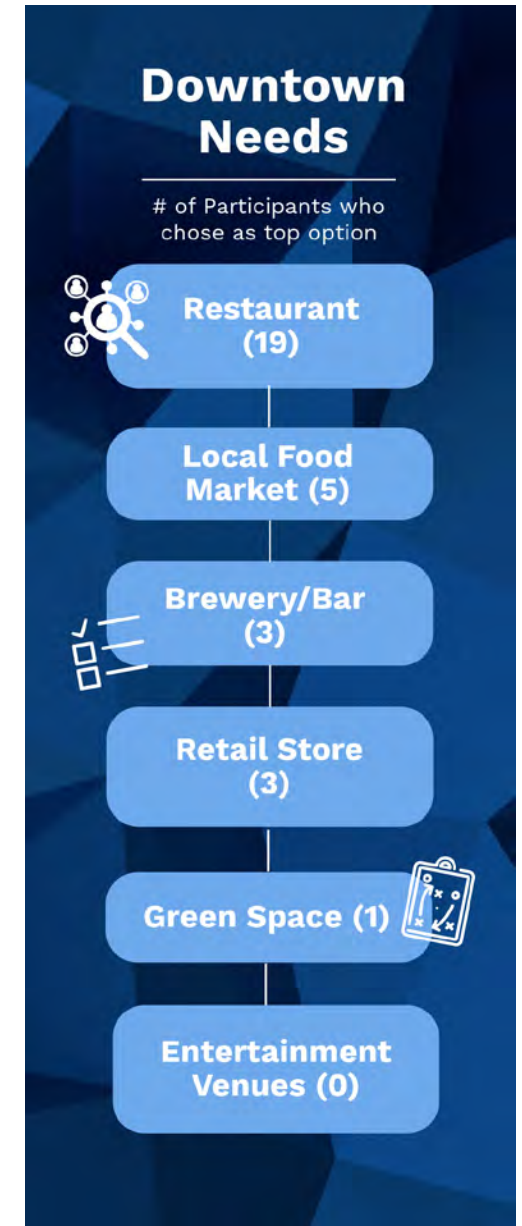 Downtown
Needs
# of Participants who
chose as top option
Restaurant
(19)
Local Food
Market (5)
Brewery/Bar
(3)
Retail Store
(3)
Green Space (1)
Entertainment
Venues (0)